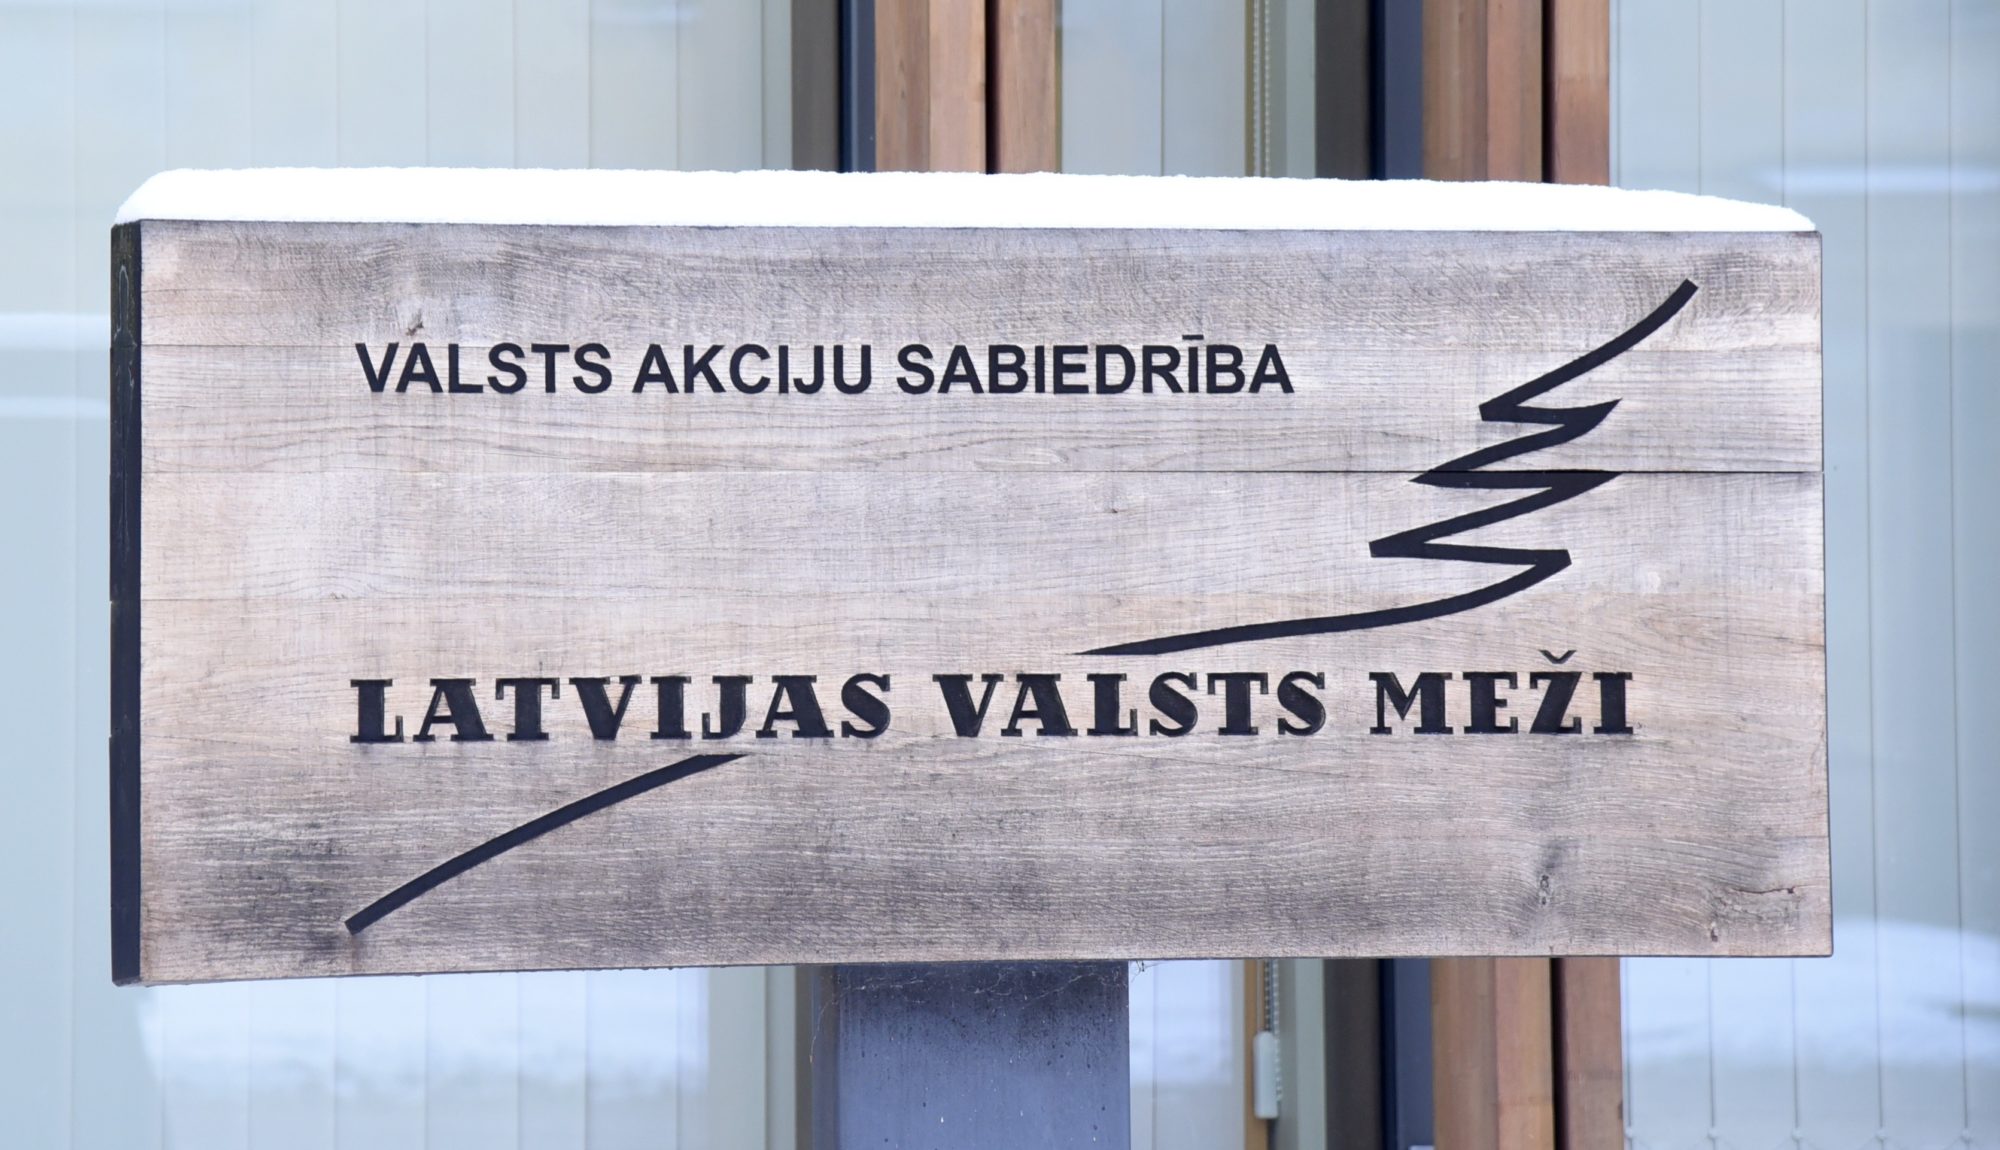 VALSTS AKCIJU SABIEDRĪBA
LATVIJAS VALSTS MEŽI